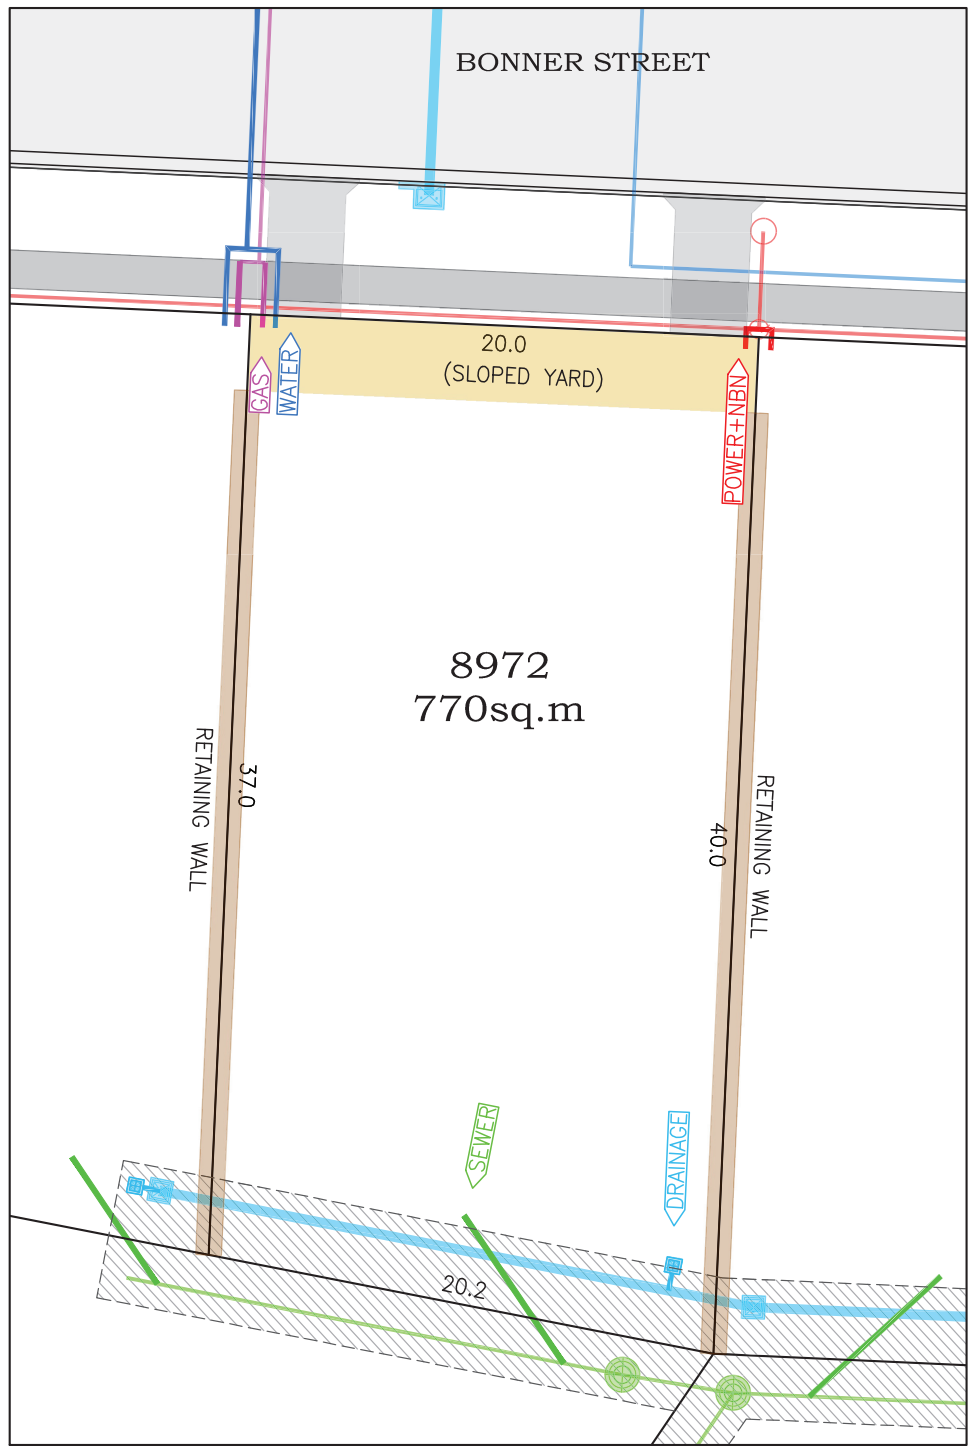 BONNER STREET
20.0
(SLOPED YARD)
GAS
WATER
POWER+NBN
8972
770sq.m
RETAINING WALL
37.0
40.0
RETAINING WALL
SEWER
DRAINAGE
20.2